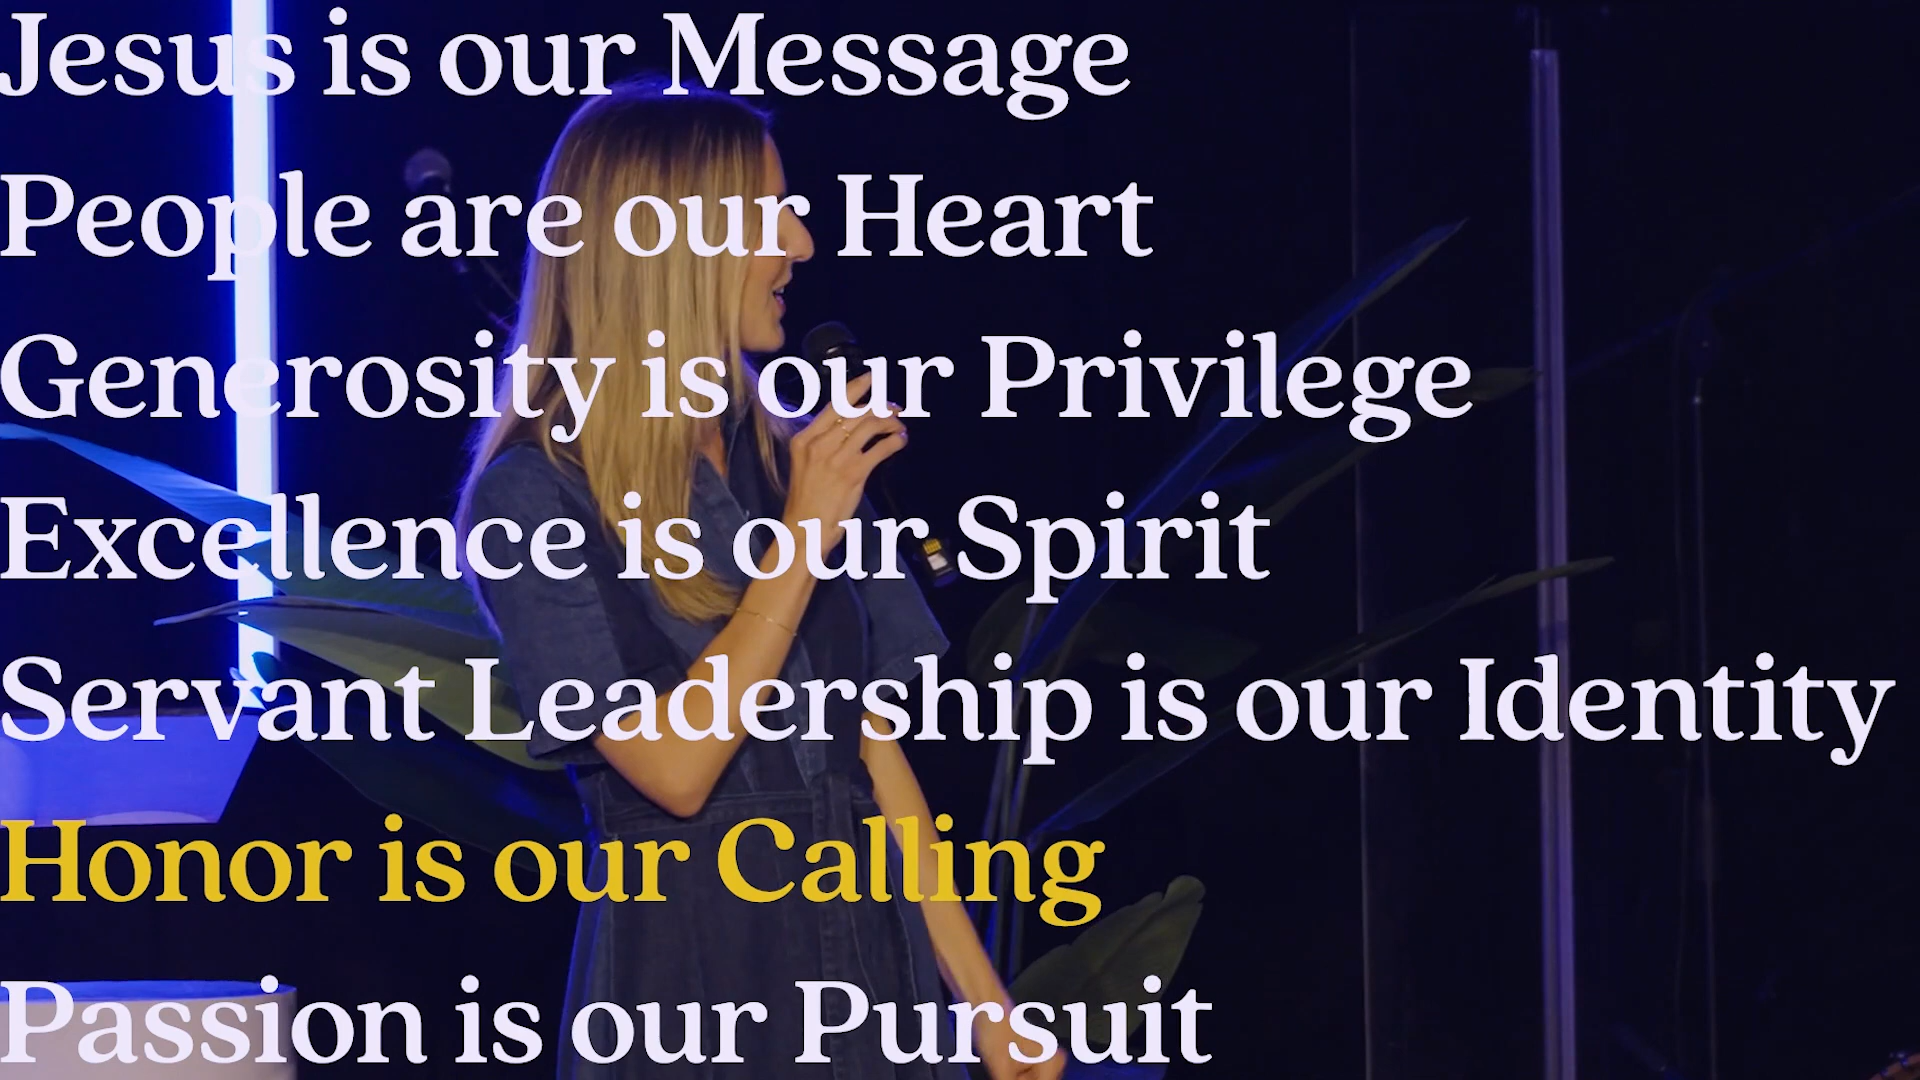 Jesus is our Message
People are our Heart
Generosity is our Privilege
Excellence is our Spirit
Servant Leadership is our Identity
Honor is our Calling
Passion is our Pursuit